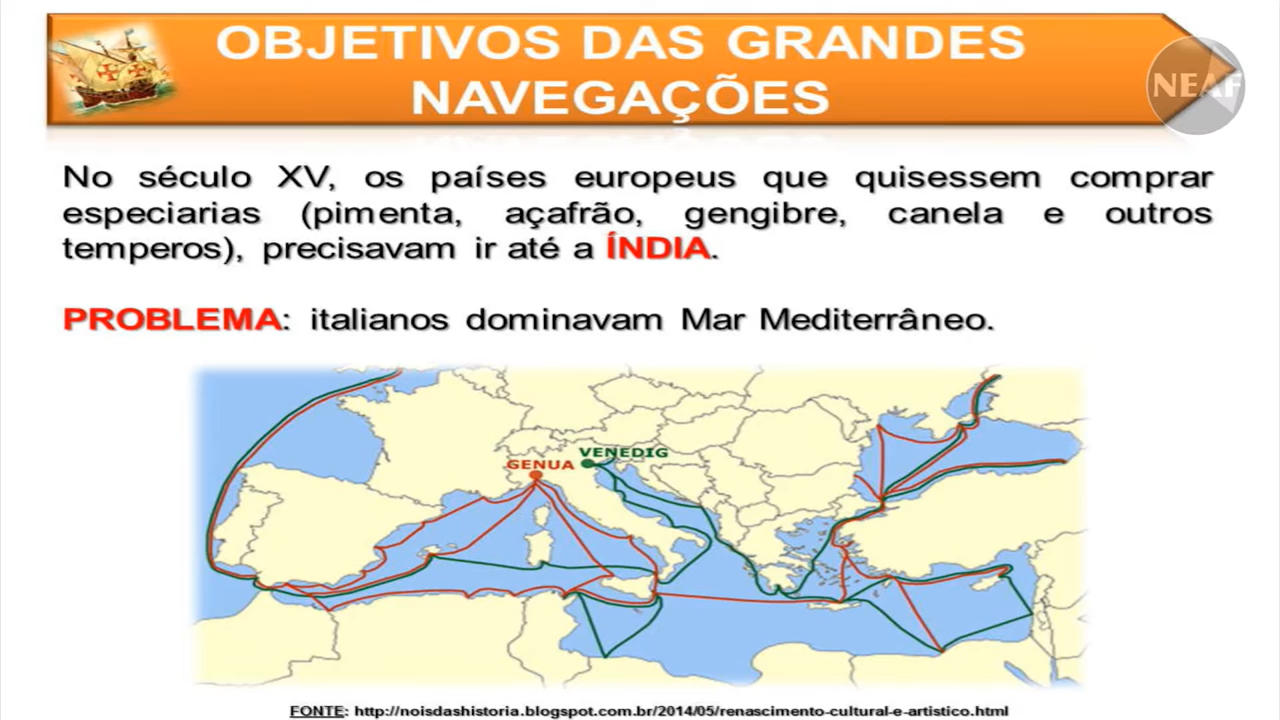 OBJETIVOS DAS GRANDES
NAVEGAÇÕES
NEAF
No século XV, os países europeus que quisessem comprar
especiarias (pimenta, açafrão, gengibre, canela e outros
temperos), precisavam ir até a ÍNDIA.
PROBLEMA: italianos dominavam Mar Mediterrâneo.
VENEDIG
GENUA
FONTE: http://noisdashistoria.blogspot.com.br/2014/05/renascimento-cultural-e-artistico.html